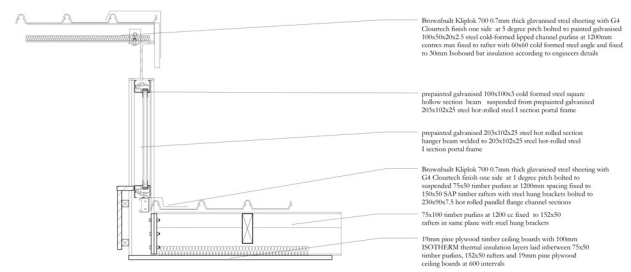 Brownbuilt Kliplok 700 0.7mm thick glavanised steel sheeting with
G4 Clourtech finish one side at 5 degree pitch bolted to painted galvanised
100x50x20x2.5 steel cold-formed lipped channel purlins at 1200mm
centres max fixed to rafter with 60x60 cold formed steel angle and fixed
to 30mm Isoboard bat insulation according to engineers details
prepainted galvanised 100x100x3 cold formed steel square
hollow section beam suspended from prepainted galvanised
203x102x25 steel hot-rolled steel I section portal frame
prepainted galvanised 203x102x25 steel hot rolled section
hanger beam welded to 203x102x25 steel hot-rolled steel
I section portal frame
Brownbuilt Kliplok 700 0.7mm thick glavanised steel sheeting with
G4 Clourtech finish one side at 1 degree pitch bolted to
suspended 75x50 timber purlins at 1200mm spacing fixed to
150x50 SAP timber rafters with steel hung brackets bolted to
230x90x7.5 hot rolled parallel flange channel sections
75x100 timber purlins at 1200 cc fixed to 152x50
rafters in same plane with steel hung brackets
19mm pine plywood timber ceiling boards with 100mm
ISOTHERM thermal insulation layers laid inbetween 75x50
timber purlins, 152x50 rafters and 19mm pine plywood
ceiling boards at 600 intervals